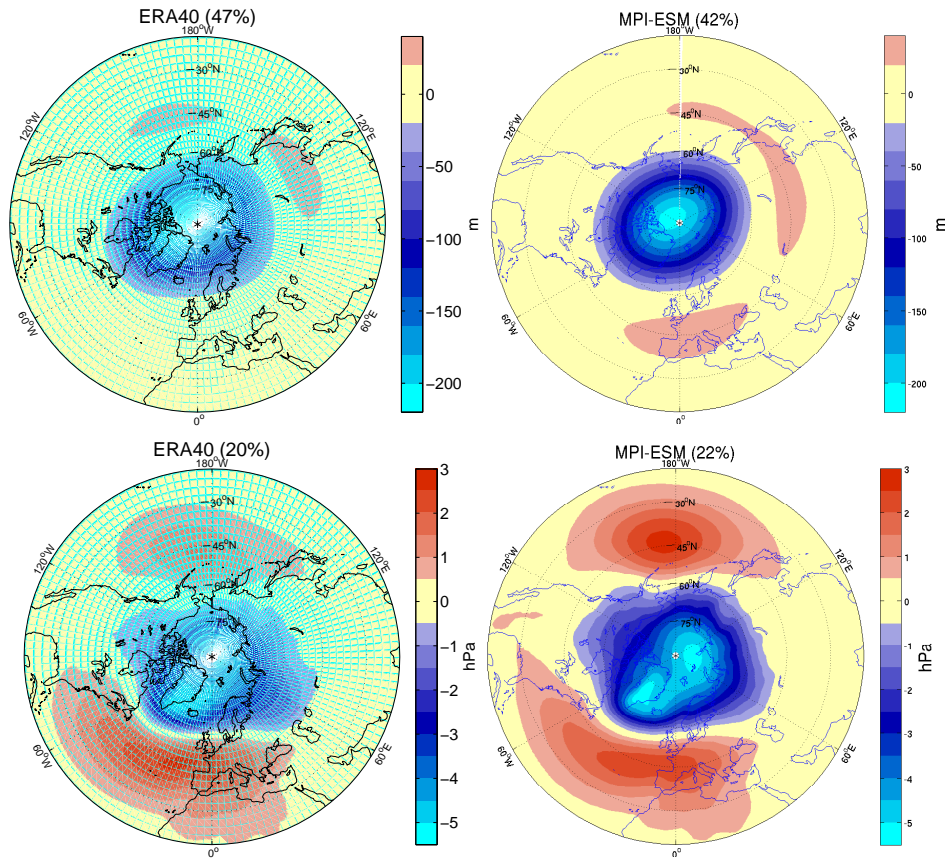 ERA40 (47%)
180°W
30°N
45°N
60°N
75°N
120°W
120°E
60°W
60°E
0°
0
−50
−100
−150
−200
m
MPI-ESM (42%)
180°W
30°N
45°N
60°N
75°N
120°W
120°E
60°W
60°E
0°
0
-50
-100
-150
-200
m
ERA40 (20%)
180°W
30°N
45°N
60°N
75°N
120°W
120°E
60°W
60°E
0°
3
2
1
0
−1
−2
−3
−4
−5
hPa
MPI-ESM (22%)
180°W
30°N
45°N
60°N
75°N
120°W
120°E
60°W
60°E
0°
3
2
1
0
-1
-2
-3
-4
-5
hPa